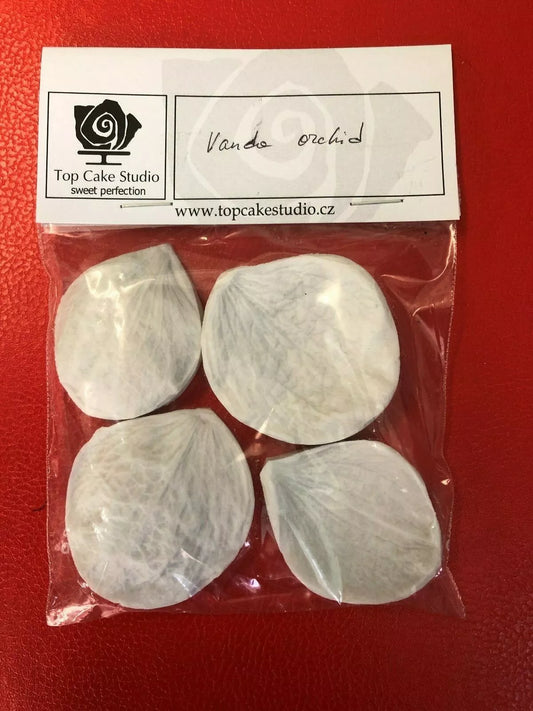 Vanda orchid
Top Cake Studio
sweet perfection
www.topcakestudio.cz